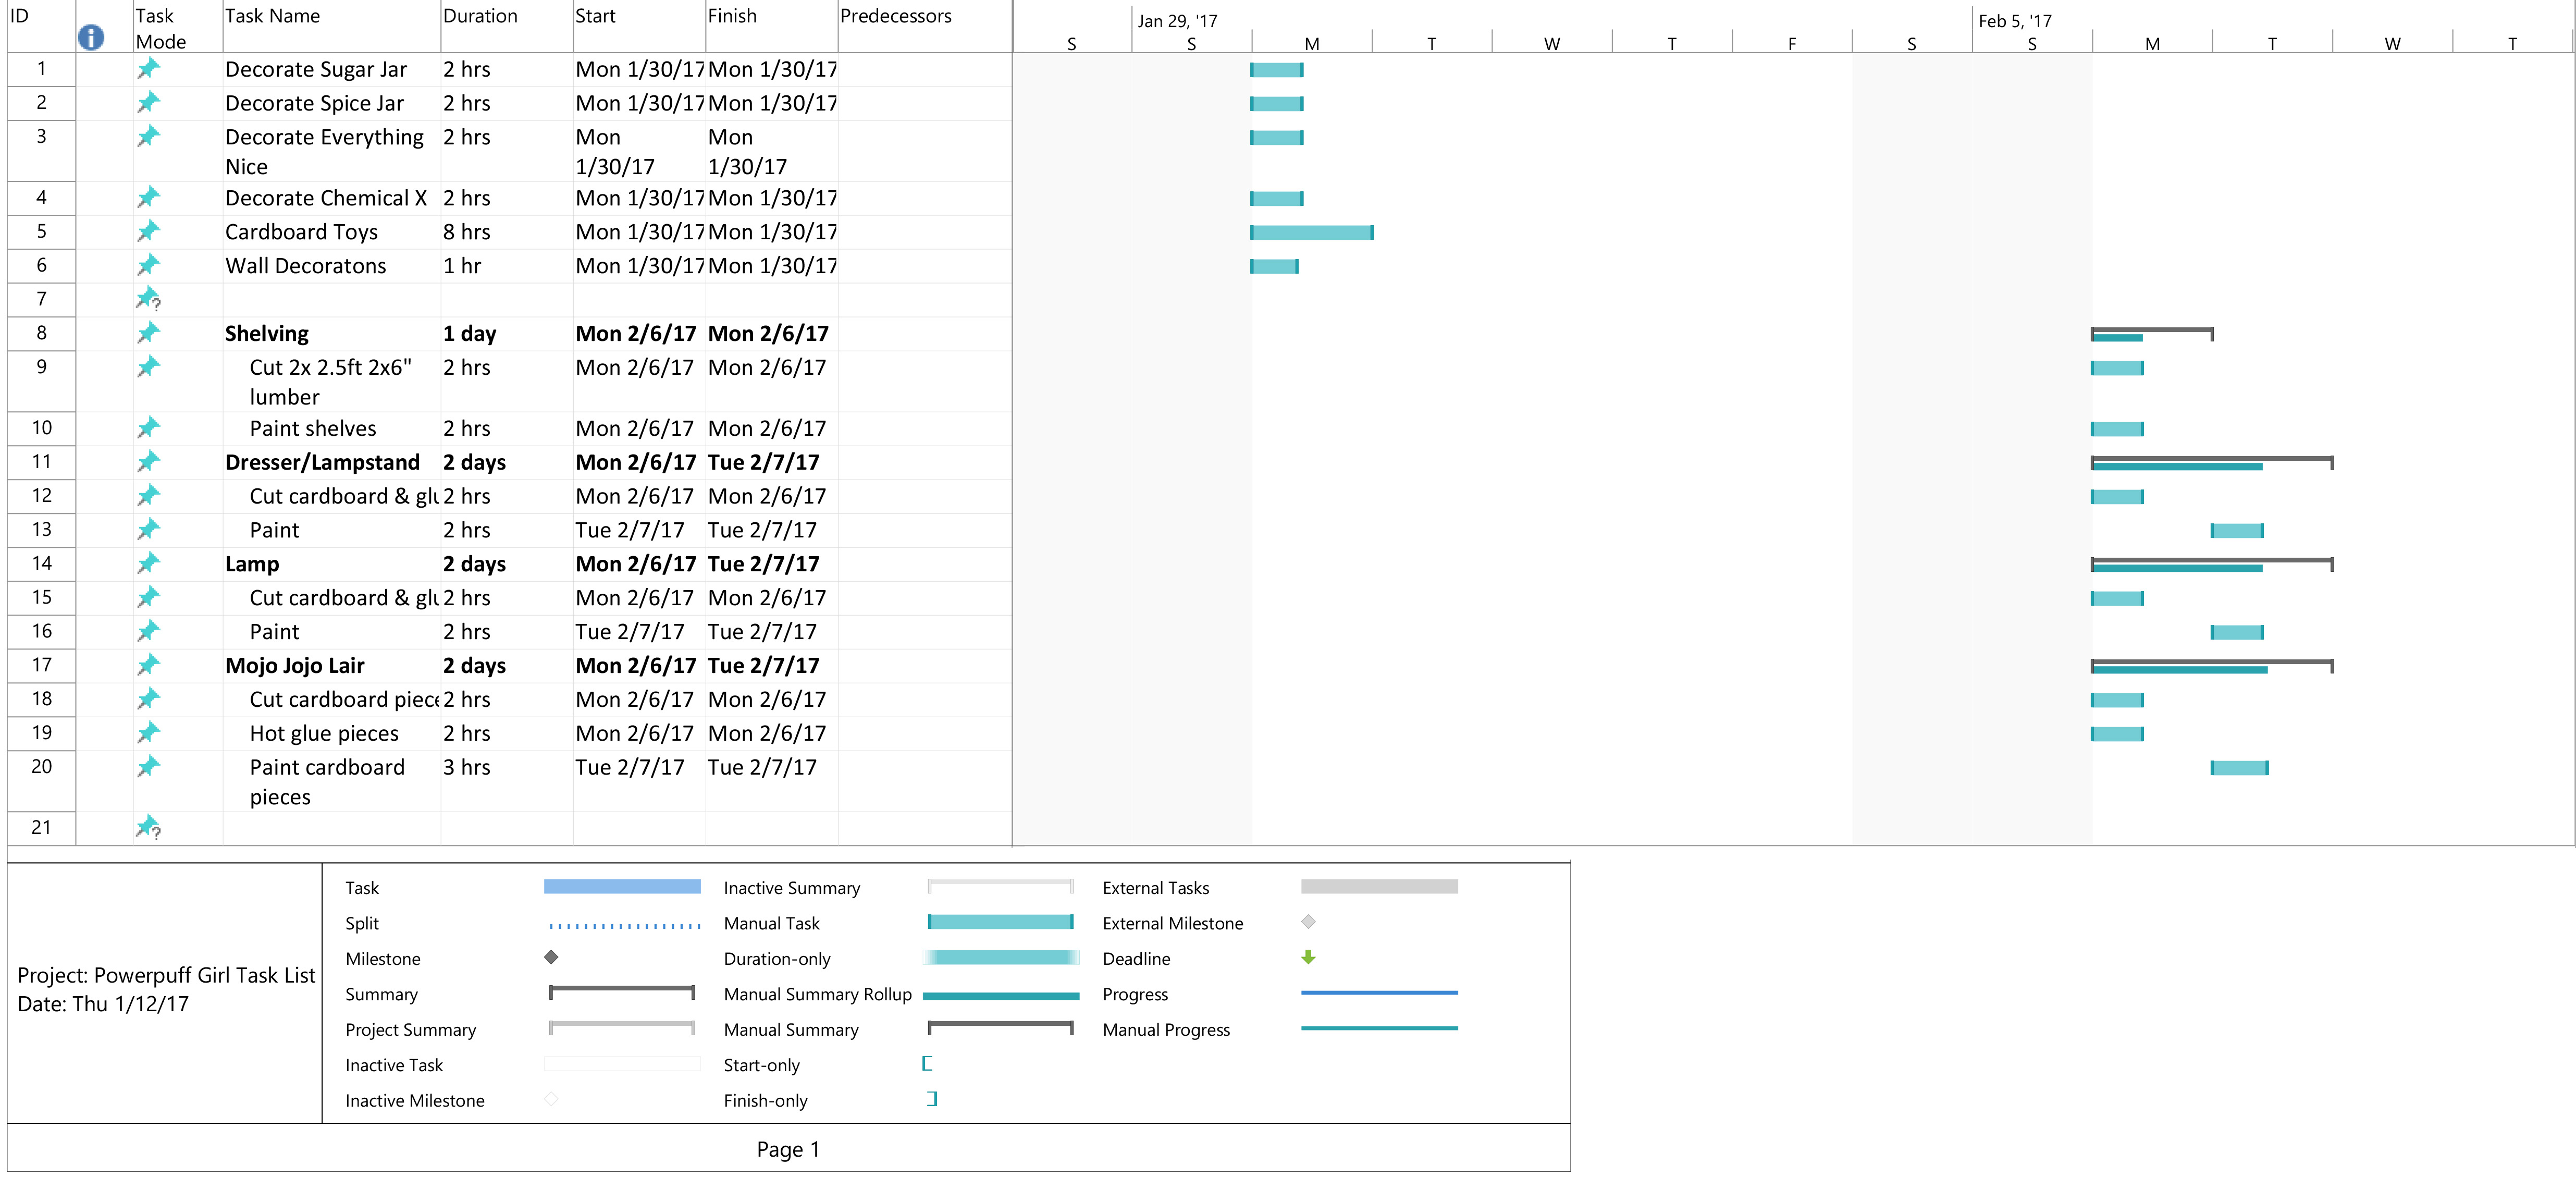 ID Task Mode Task Name Duration Start Finish Predecessors
Jan 29, '17 Feb 5, '17
S S M T W T F S S M T W T
1 Decorate Sugar Jar 2 hrs Mon 1/30/17 Mon 1/30/17
2 Decorate Spice Jar 2 hrs Mon 1/30/17 Mon 1/30/17
3 Decorate Everything Nice 2 hrs Mon 1/30/17 Mon 1/30/17
4 Decorate Chemical X 2 hrs Mon 1/30/17 Mon 1/30/17
5 Cardboard Toys 8 hrs Mon 1/30/17 Mon 1/30/17
6 Wall Decoratons 1 hr Mon 1/30/17 Mon 1/30/17
7 ?
8 Shelving 1 day Mon 2/6/17 Mon 2/6/17
9 Cut 2x 2.5ft 2x6" lumber 2 hrs Mon 2/6/17 Mon 2/6/17
10 Paint shelves 2 hrs Mon 2/6/17 Mon 2/6/17
11 Dresser/Lampstand 2 days Mon 2/6/17 Tue 2/7/17
12 Cut cardboard & glu 2 hrs Mon 2/6/17 Mon 2/6/17
13 Paint 2 hrs Tue 2/7/17 Tue 2/7/17
14 Lamp 2 days Mon 2/6/17 Tue 2/7/17
15 Cut cardboard & glu 2 hrs Mon 2/6/17 Mon 2/6/17
16 Paint 2 hrs Tue 2/7/17 Tue 2/7/17
17 Mojo Jojo Lair 2 days Mon 2/6/17 Tue 2/7/17
18 Cut cardboard piece 2 hrs Mon 2/6/17 Mon 2/6/17
19 Hot glue pieces 2 hrs Mon 2/6/17 Mon 2/6/17
20 Paint cardboard pieces 3 hrs Tue 2/7/17 Tue 2/7/17
21 ?
Project: Powerpuff Girl Task List
Date: Thu 1/12/17
Task
Split
Milestone
Summary
Project Summary
Inactive Task
Inactive Milestone
Inactive Summary
Manual Task
Duration-only
Manual Summary Rollup
Manual Summary
Start-only
Finish-only
External Tasks
External Milestone
Deadline
Progress
Manual Progress
Page 1